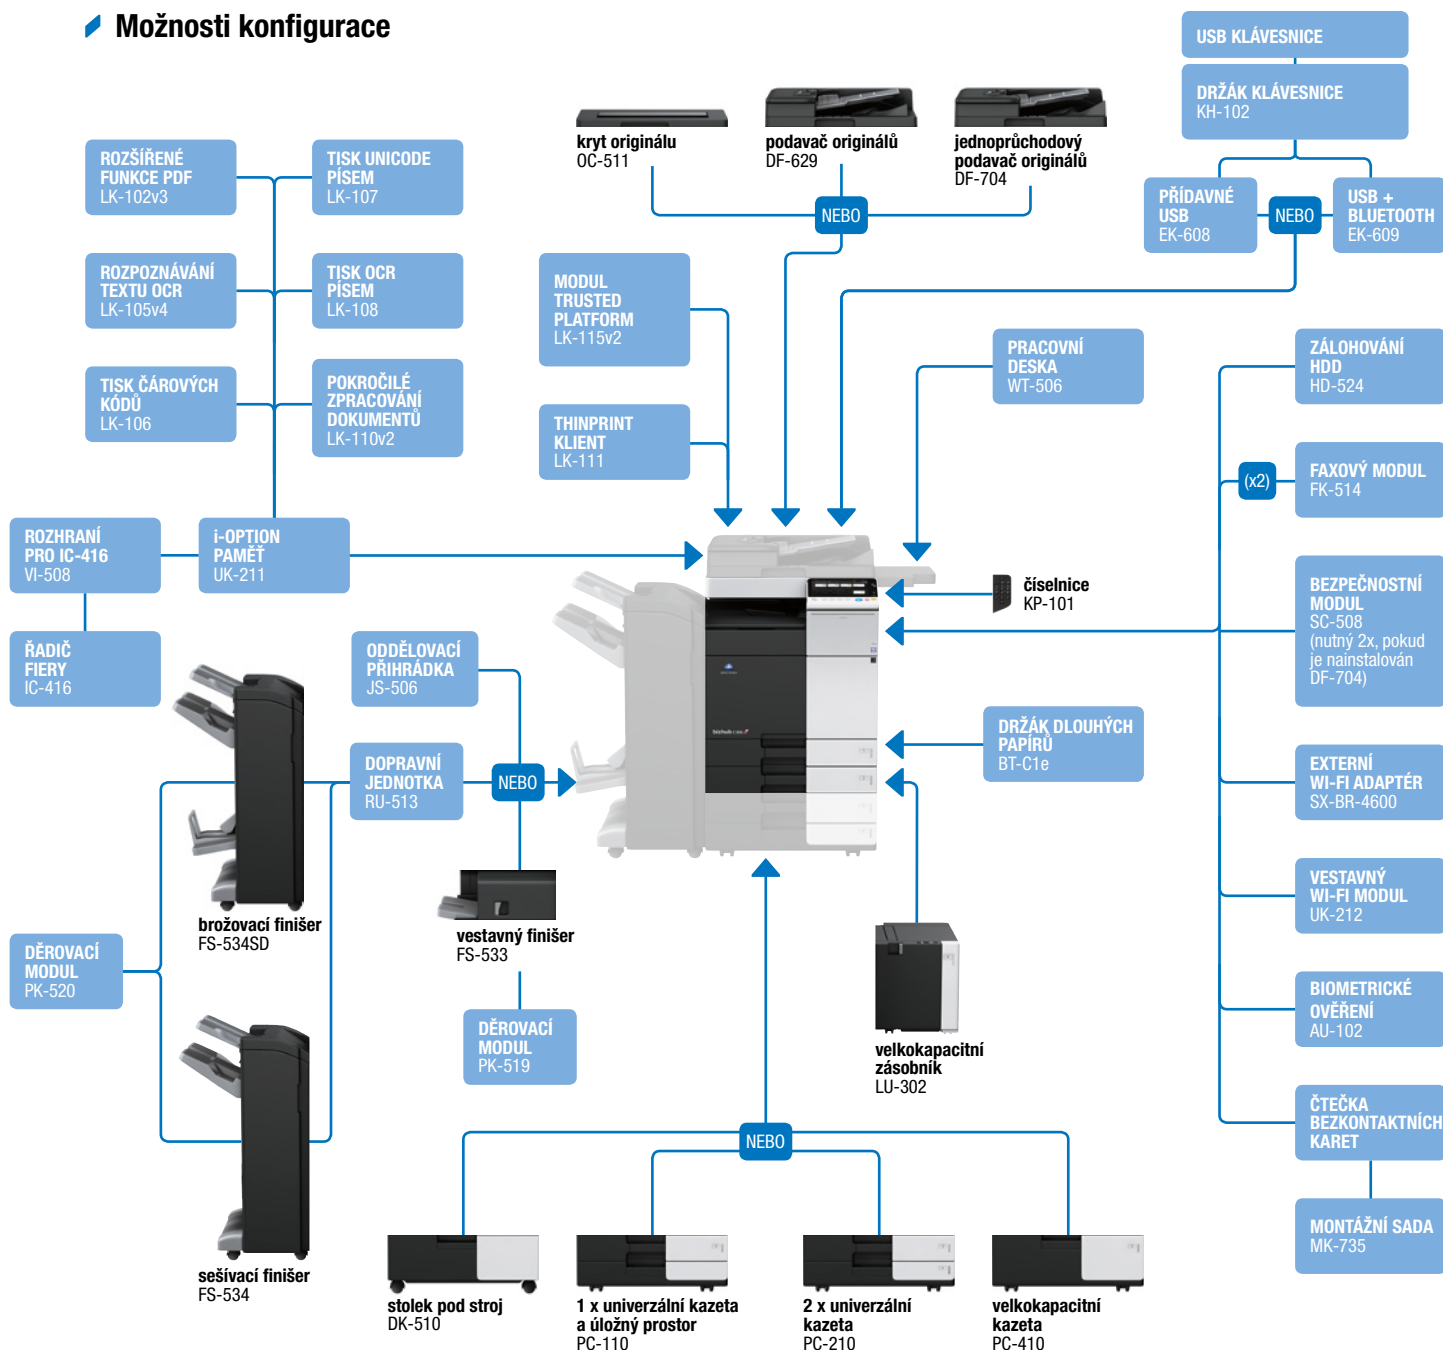 Možnosti konfigurace
USB KLÁVESNICE
DRŽÁK KLÁVESNICE
KH-102
PŘÍDAVNÉ
USB
EK-608
NEBO
USB +
BLUETOOTH
EK-609
kryt originálu
OC-511
podavač originálů
DF-629
jednoprůchodový
podavač originálů
DF-704
NEBO
ROZŠÍŘENÉ
FUNKCE PDF
LK-102v3
TISK UNICODE
PÍSEM
LK-107
ROZPOZNÁVÁNÍ
TEXTU OCR
LK-105v4
TISK OCR
PÍSEM
LK-108
TISK ČÁROVÝCH
KÓDŮ
LK-106
POKROČILÉ
ZPRACOVÁNÍ
DOKUMENTŮ
LK-110v2
MODUL
TRUSTED
PLATFORM
LK-115v2
THINPRINT
KLIENT
LK-111
PRACOVNÍ
DESKA
WT-506
ZÁLOHOVÁNÍ
HDD
HD-524
(x2)
FAXOVÝ MODUL
FK-514
ROZHRANÍ
PRO IC-416
VI-508
i-OPTION
PAMĚŤ
UK-211
ŘADIČ
FIERY
IC-416
číselnice
KP-101
BEZPEČNOSTNÍ
MODUL
SC-508
(nutný 2x, pokud
je nainstalován
DF-704)
ODDĚLOVACÍ
PŘIHRÁDKA
JS-506
DOPRAVNÍ
JEDNOTKA
RU-513
NEBO
bizhub
DRŽÁK DLOUHÝCH
PAPÍRŮ
BT-C1e
EXTERNÍ
WI-FI ADAPTÉR
SX-BR-4600
VESTAVNÝ
WI-FI MODUL
UK-212
brožovací finišer
FS-534SD
vestavný finišer
FS-533
DĚROVACÍ
MODUL
PK-520
DĚROVACÍ
MODUL
PK-519
velkokapacitní
zásobník
LU-302
BIOMETRICKÉ
OVĚŘENÍ
AU-102
ČTEČKA
BEZKONTAKTNÍCH
KARET
MONTÁŽNÍ SADA
MK-735
NEBO
sešívací finišer
FS-534
stolek pod stroj
DK-510
1 x univerzální kazeta
a úložný prostor
PC-110
2 x univerzální
kazeta
PC-210
velkokapacitní
kazeta
PC-410